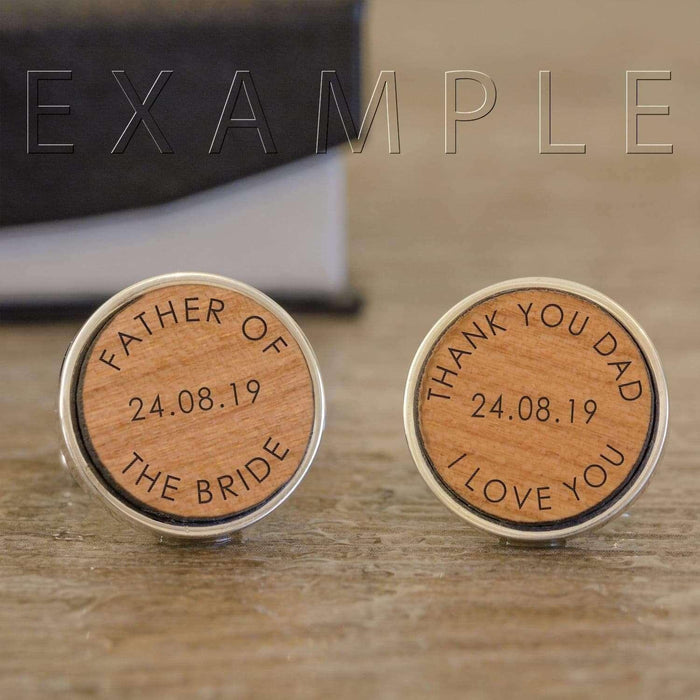 EXAMPLE
FATHER OF
24.08.19
THE BRIDE
THANK YOU DAD
24.08.19
I LOVE YOU